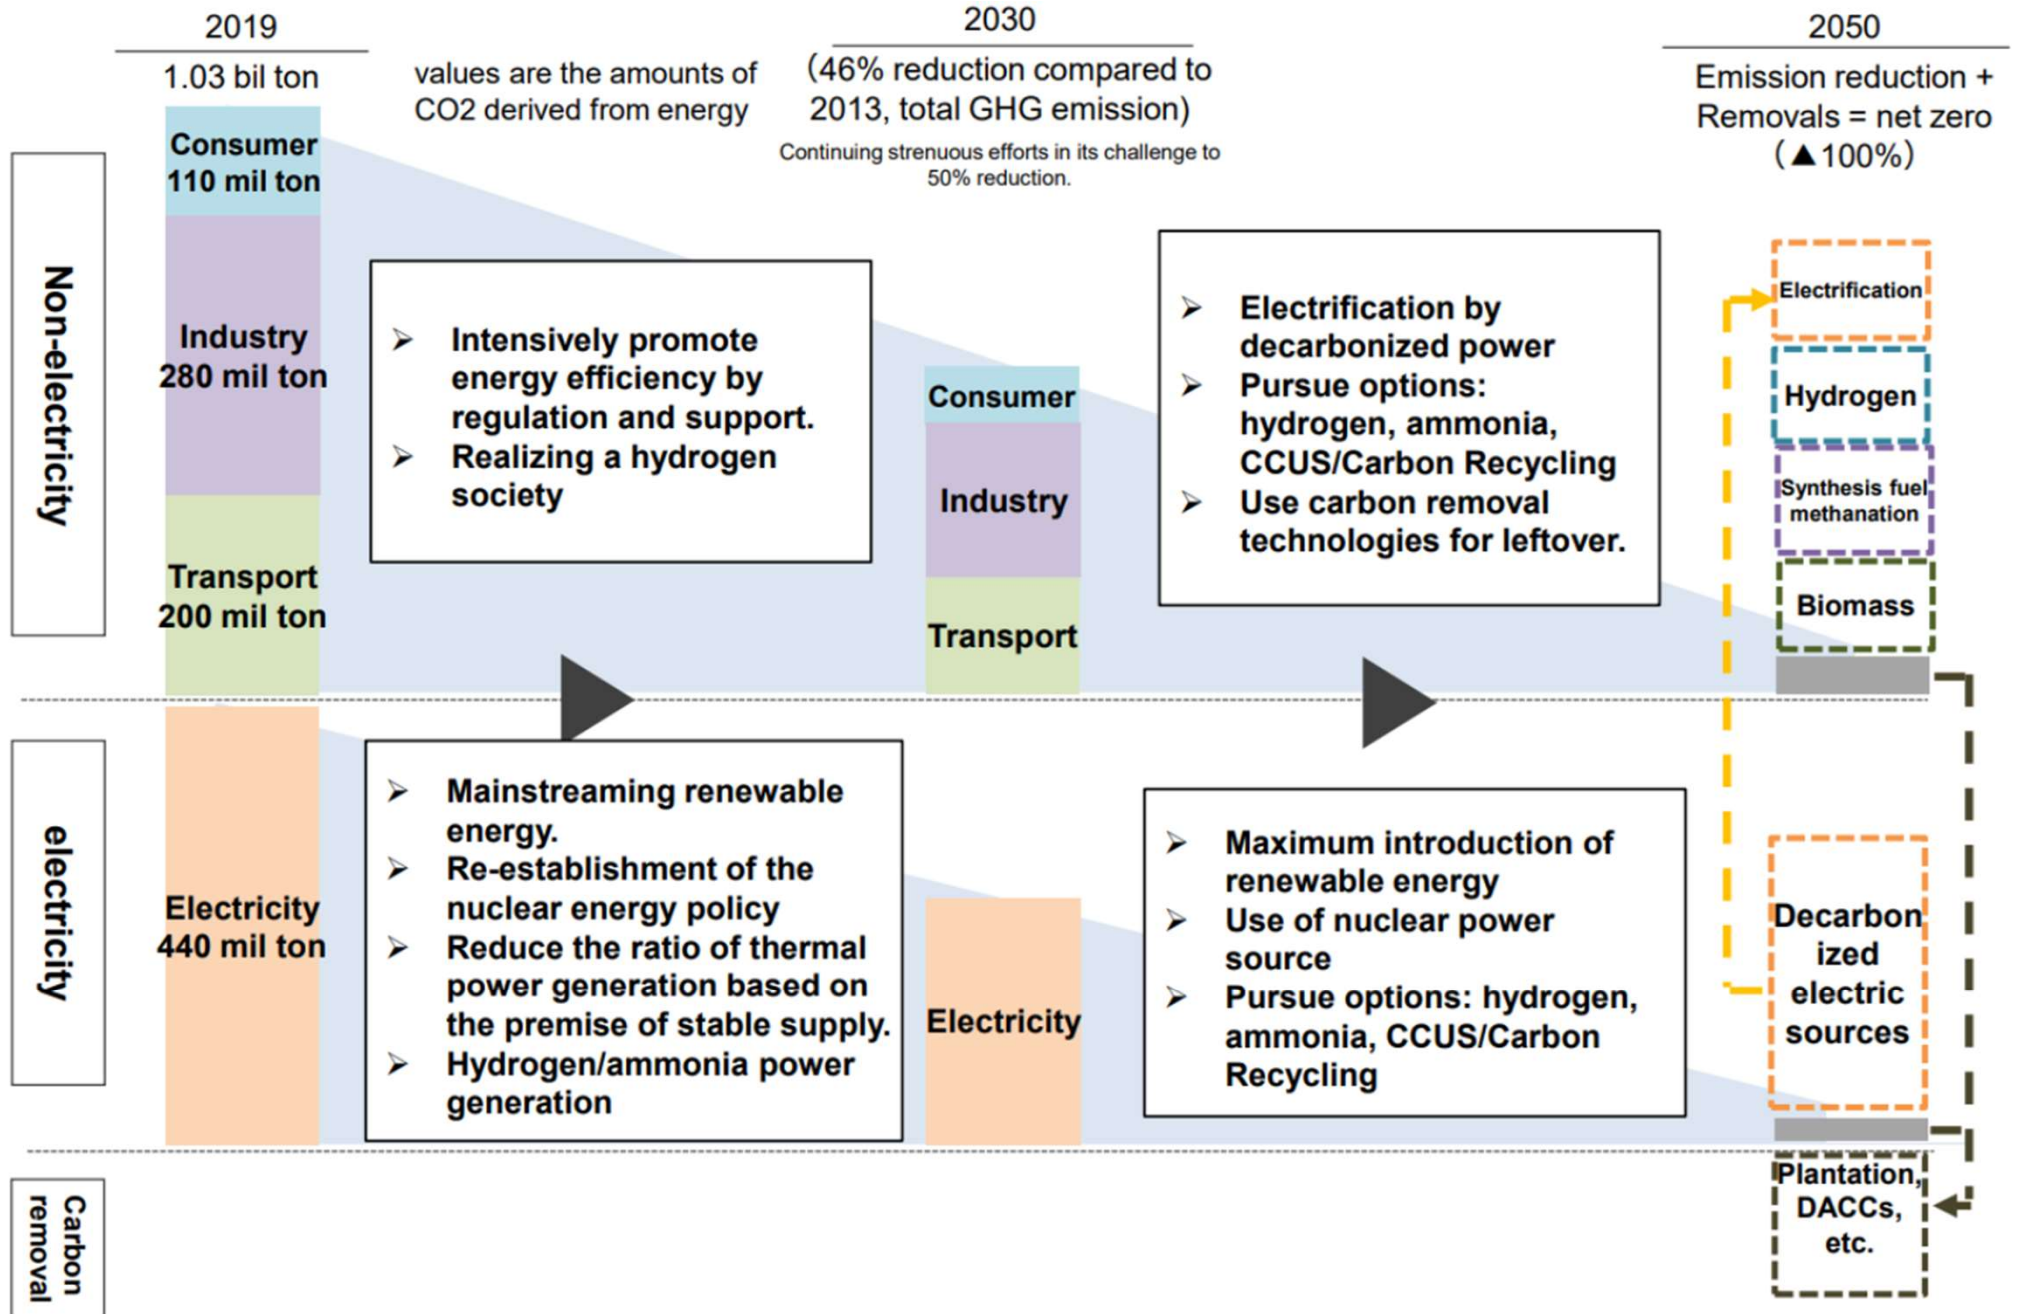 2019
1.03 bil ton
values are the amounts of
CO2 derived from energy
2030
(46% reduction compared to
2013, total GHG emission)
Continuing strenuous efforts in its challenge to
50% reduction.
2050
Emission reduction +
Removals = net zero
(▲100%)
Non-electricity
Consumer
110 mil ton
Industry
280 mil ton
Transport
200 mil ton
➢ Intensively promote
energy efficiency by
regulation and support.
➢ Realizing a hydrogen
society
Consumer
Industry
Transport
➢ Electrification by
decarbonized power
➢ Pursue options:
hydrogen, ammonia,
CCUS/Carbon Recycling
➢ Use carbon removal
technologies for leftover.
Electrification
Hydrogen
Synthesis fuel
methanation
Biomass
electricity
Electricity
440 mil ton
➢ Mainstreaming renewable
energy.
➢ Re-establishment of the
nuclear energy policy
➢ Reduce the ratio of thermal
power generation based on
the premise of stable supply.
➢ Hydrogen/ammonia power
generation
Electricity
➢ Maximum introduction of
renewable energy
➢ Use of nuclear power
source
➢ Pursue options: hydrogen,
ammonia, CCUS/Carbon
Recycling
Decarbon
ized
electric
sources
Carbon
removal
Plantation,
DACCs,
etc.